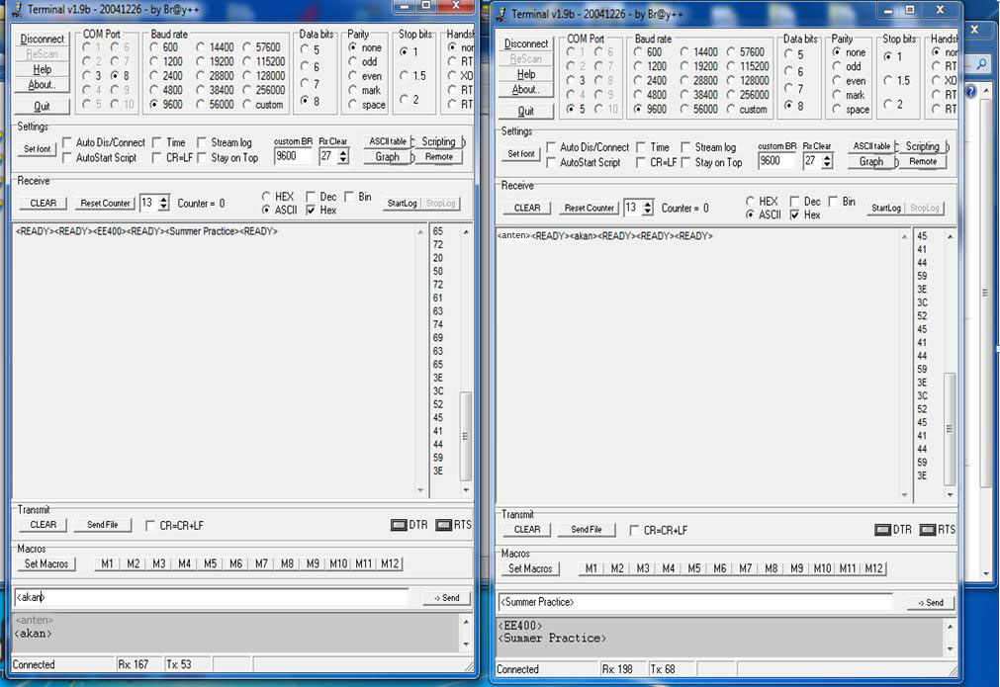 Terminal v1.9b - 20041226 - by Br@y++
Disconnect
ReScan
Help
About..
Quit
COM Port
1 6
2 7
3 8
4 9
5 10
Baud rate
600 14400 57600
1200 19200 115200
2400 28800 128000
4800 38400 256000
9600 56000 custom
Data bits
5
6
7
8
Parity
none
odd
even
mark
space
Stop bits
1
1.5
2
Handsh
nor
RT
XO
RT
RT
Settings
Set font
Auto Dis/Connect Time Stream log
AutoStart Script CR=LF Stay on Top
custom BR Rx Clear
9600 27
ASCII table Scripting
Graph Remote
Receive
CLEAR Reset Counter 13 Counter = 0
HEX Dec Bin
ASCII Hex
StartLog StopLog
<READY><READY><EE400><READY><Summer Practice><READY>
65
72
20
50
72
61
63
74
69
63
65
3E
3C
52
45
41
44
59
3E
Transmit
CLEAR Send File CR=CR+LF DTR RTS
Macros
Set Macros M1 M2 M3 M4 M5 M6 M7 M8 M9 M10 M11 M12
<akan> -> Send
<anten>
<akan>
Connected Rx: 167 Tx: 53
Terminal v1.9b - 20041226 - by Br@y++
Disconnect
ReScan
Help
About..
Quit
COM Port
1 6
2 7
3 8
4 9
5 10
Baud rate
600 14400 57600
1200 19200 115200
2400 28800 128000
4800 38400 256000
9600 56000 custom
Data bits
5
6
7
8
Parity
none
odd
even
mark
space
Stop bits
1
1.5
2
Handsl
nor
RT
XO
RT
RT
Settings
Set font
Auto Dis/Connect Time Stream log
AutoStart Script CR=LF Stay on Top
custom BR Rx Clear
9600 27
ASCII table Scripting
Graph Remote
Receive
CLEAR Reset Counter 13 Counter = 0
HEX Dec Bin
ASCII Hex
StartLog StopLog
<anten><READY><akan><READY><READY><READY>
45
41
44
59
3E
3C
52
45
41
44
59
3E
3C
52
45
41
44
59
3E
Transmit
CLEAR Send File CR=CR+LF DTR RTS
Macros
Set Macros M1 M2 M3 M4 M5 M6 M7 M8 M9 M10 M11 M12
<Summer Practice> -> Send
<EE400>
<Summer Practice>
Connected Rx: 198 Tx: 68